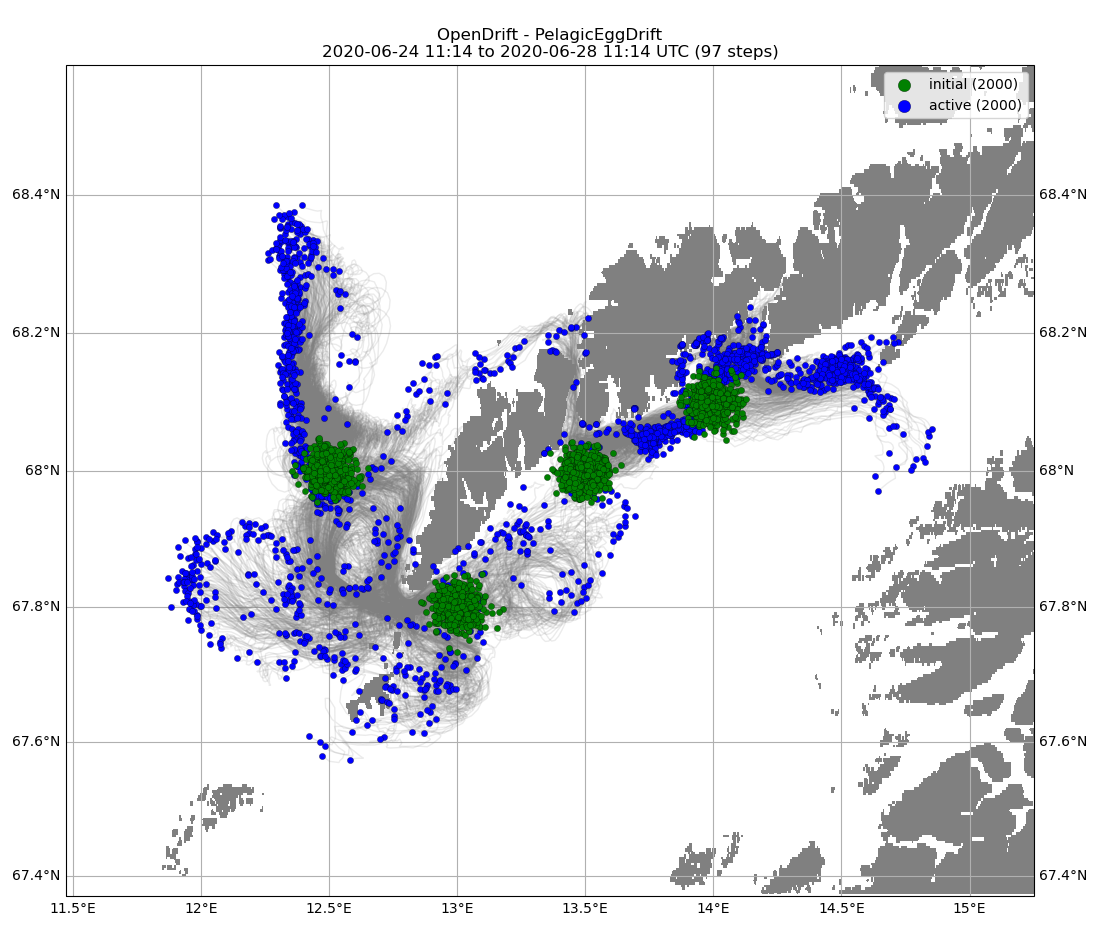 OpenDrift - PelagicEggDrift
2020-06-24 11:14 to 2020-06-28 11:14 UTC (97 steps)
initial (2000)
active (2000)
68.4°N
68.4°N
68.2°N
68.2°N
68°N
68°N
67.8°N
67.8°N
67.6°N
67.6°N
67.4°N
67.4°N
11.5°E
12°E
12.5°E
13°E
13.5°E
14°E
14.5°E
15°E